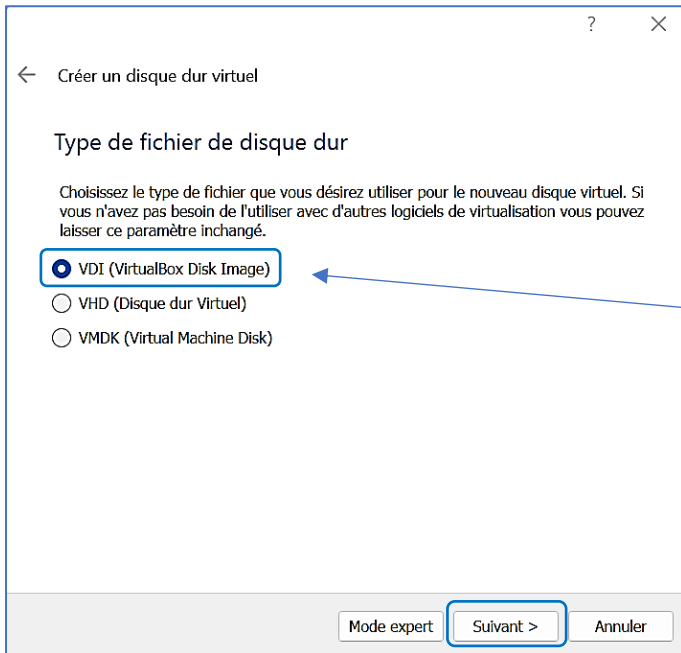 ?
Créer un disque dur virtuel
Type de fichier de disque dur
Choisissez le type de fichier que vous désirez utiliser pour le nouveau disque virtuel. Si
vous n'avez pas besoin de l'utiliser avec d'autres logiciels de virtualisation vous pouvez
laisser ce paramètre inchangé.
VDI (VirtualBox Disk Image)
VHD (Disque dur Virtuel)
VMDK (Virtual Machine Disk)
Mode expert Suivant > Annuler